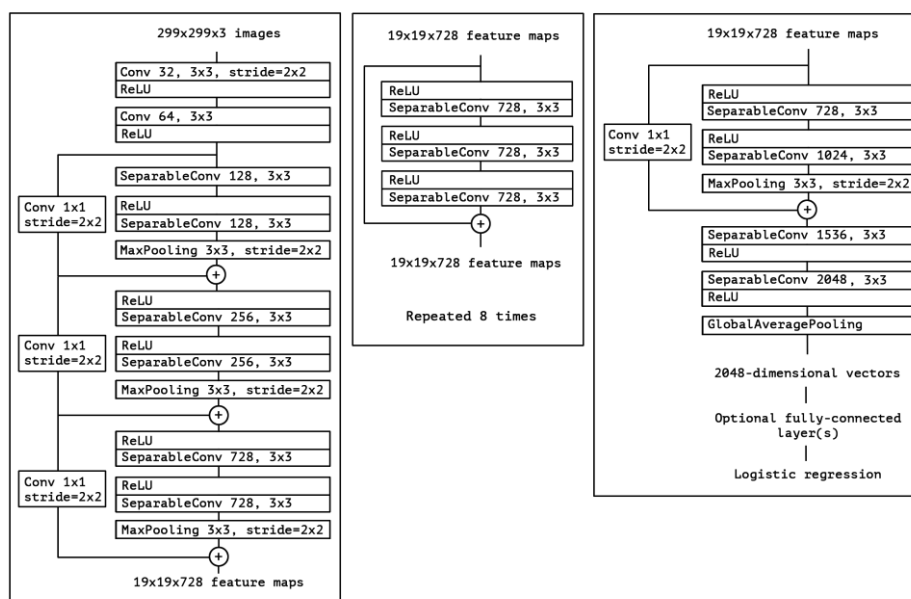 299x299x3 images
Conv 32, 3x3, stride=2x2
ReLU
Conv 64, 3x3
ReLU
SeparableConv 128, 3x3
Conv 1x1
stride=2x2
ReLU
SeparableConv 128, 3x3
MaxPooling 3x3, stride=2x2
+
ReLU
SeparableConv 256, 3x3
Conv 1x1
stride=2x2
ReLU
SeparableConv 256, 3x3
MaxPooling 3x3, stride=2x2
+
ReLU
SeparableConv 728, 3x3
Conv 1x1
stride=2x2
ReLU
SeparableConv 728, 3x3
MaxPooling 3x3, stride=2x2
+
19x19x728 feature maps
19x19x728 feature maps
ReLU
SeparableConv 728, 3x3
ReLU
SeparableConv 728, 3x3
ReLU
SeparableConv 728, 3x3
+
19x19x728 feature maps
Repeated 8 times
19x19x728 feature maps
ReLU
SeparableConv 728, 3x3
Conv 1x1
stride=2x2
ReLU
SeparableConv 1024, 3x3
MaxPooling 3x3, stride=2x2
+
SeparableConv 1536, 3x3
ReLU
SeparableConv 2048, 3x3
ReLU
GlobalAveragePooling
2048-dimensional vectors
Optional fully-connected
layer(s)
Logistic regression